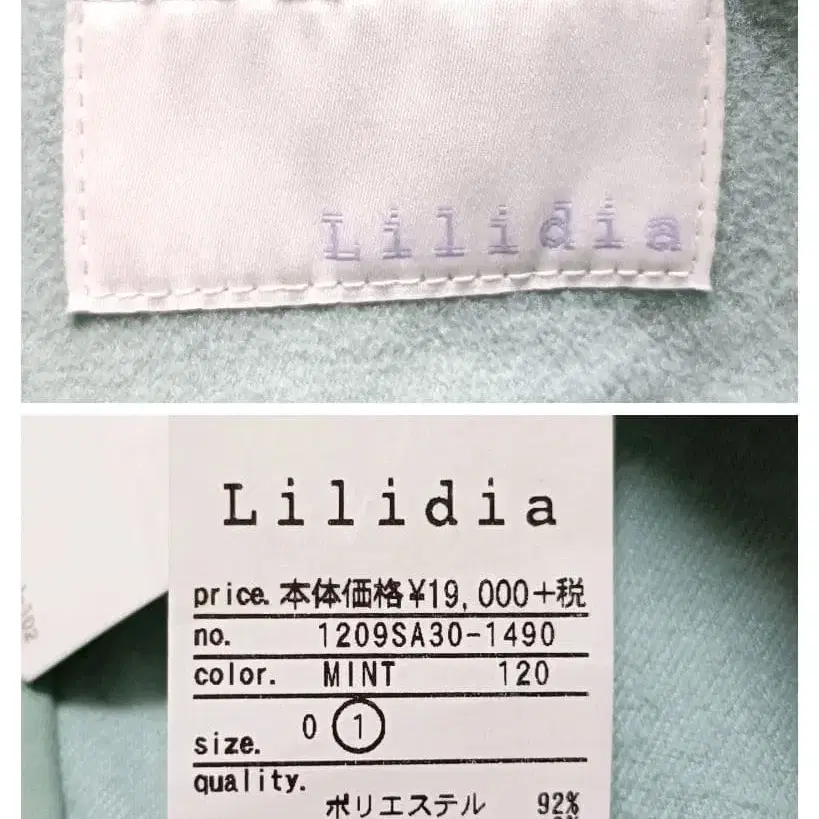 Lilidia
Lilidia
price. 本体価格¥19,000+税
no. 1209SA30-1490
color. MINT 120
size. 0 1
quality.
ポリエステル 92%